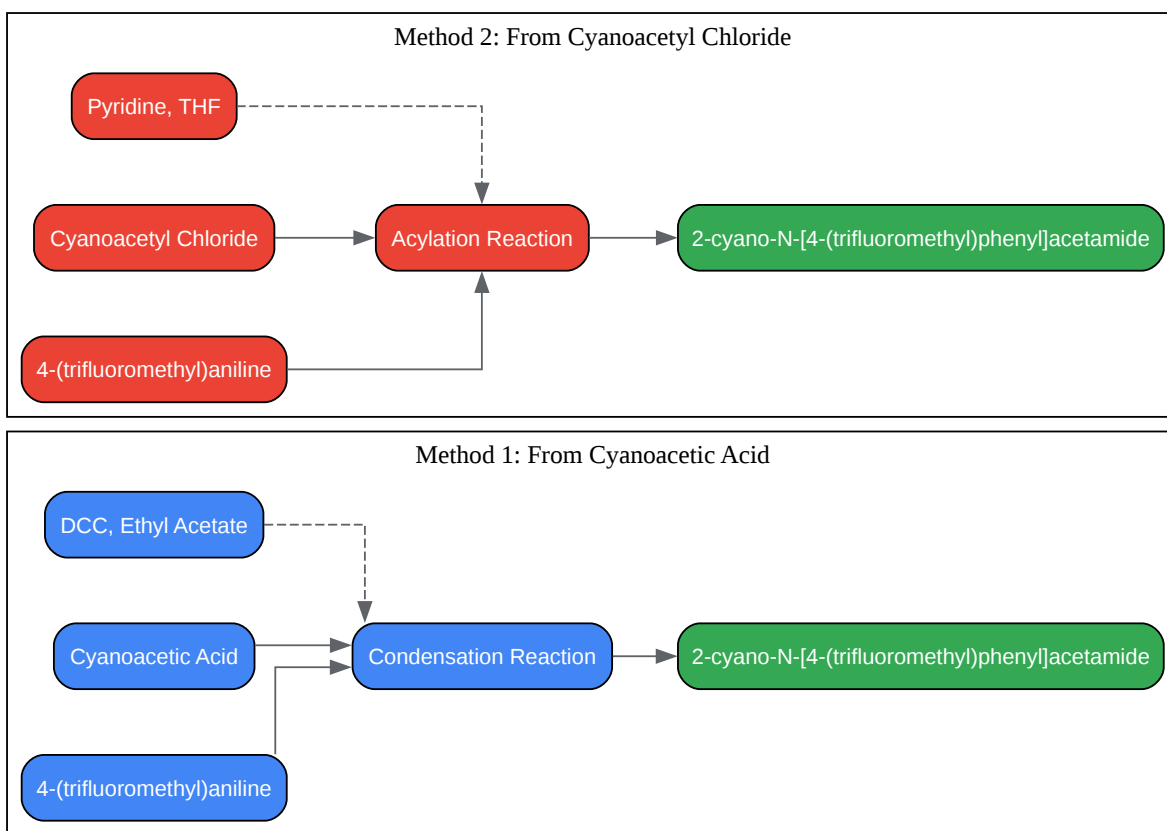 Method 2: From Cyanoacetyl Chloride
Pyridine, THF
Cyanoacetyl Chloride
Acylation Reaction
2-cyano-N-[4-(trifluoromethyl)phenyl]acetamide
4-(trifluoromethyl)aniline
Method 1: From Cyanoacetic Acid
DCC, Ethyl Acetate
Cyanoacetic Acid
Condensation Reaction
2-cyano-N-[4-(trifluoromethyl)phenyl]acetamide
4-(trifluoromethyl)aniline